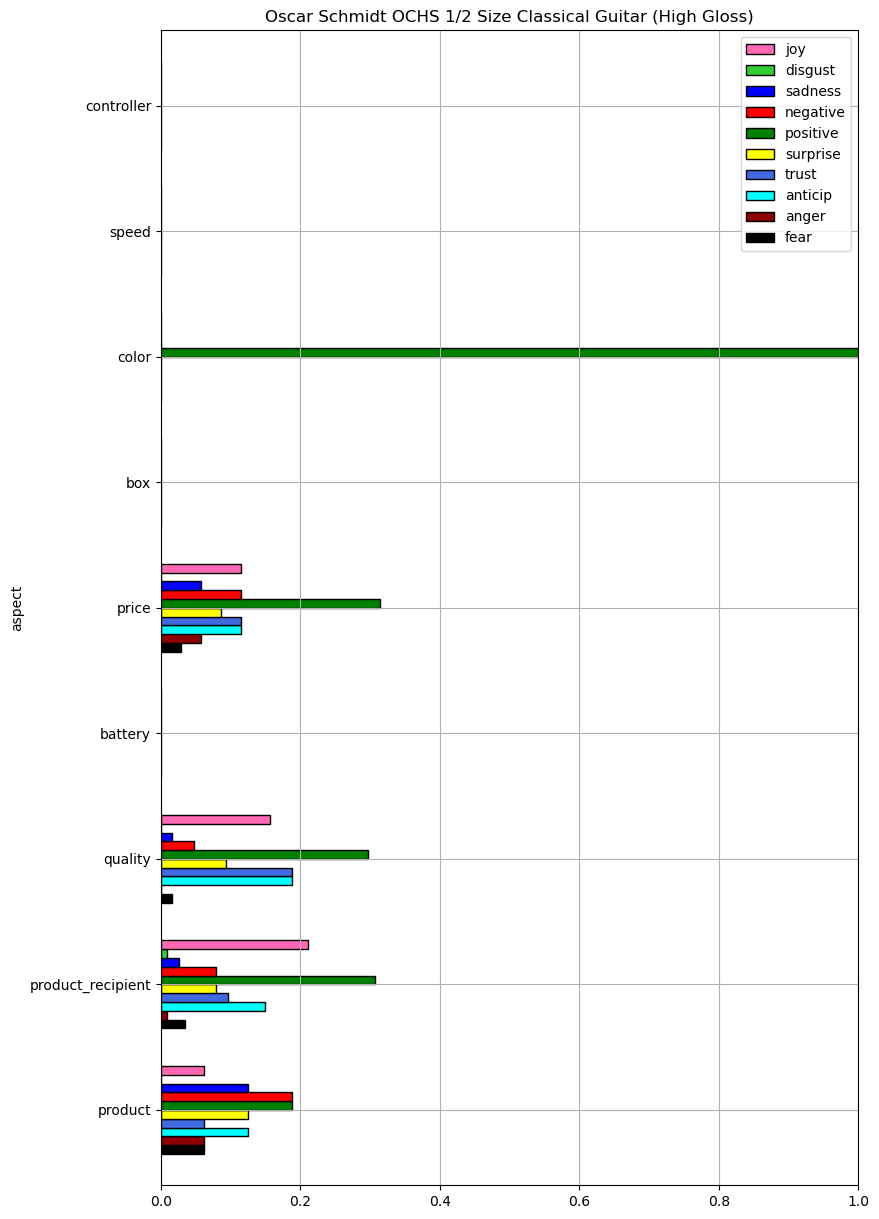 Oscar Schmidt OCHS 1/2 Size Classical Guitar (High Gloss)
joy
disgust
sadness
negative
positive
surprise
trust
anticip
anger
fear
controller
speed
color
box
price
battery
quality
product_recipient
product
aspect
0.0 0.2 0.4 0.6 0.8 1.0